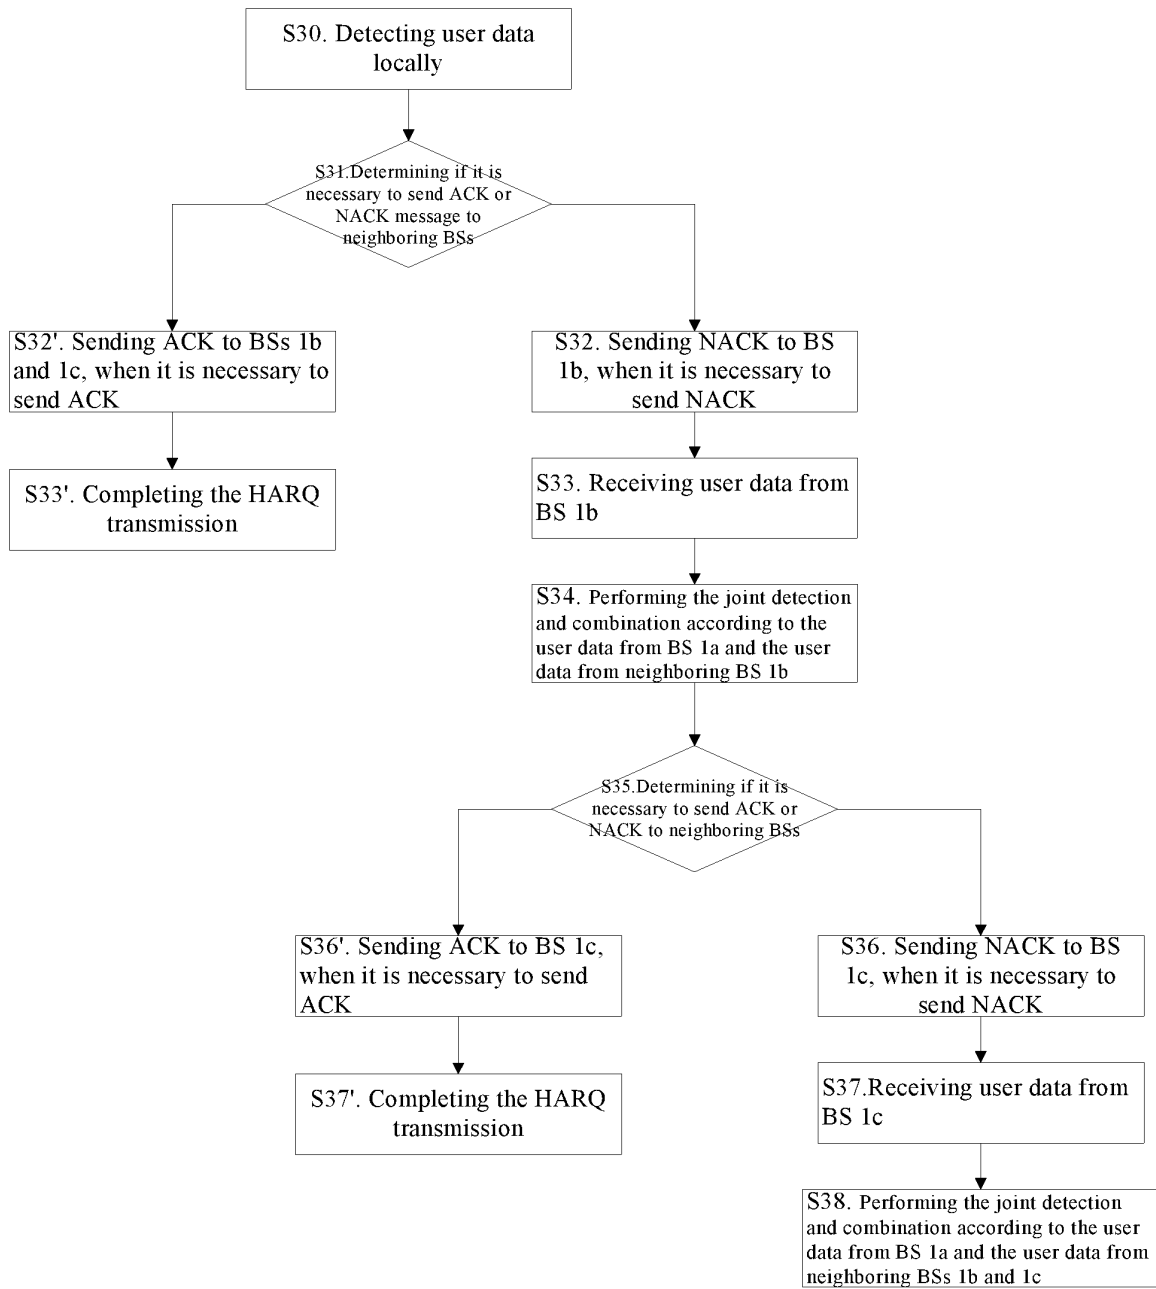 S30. Detecting user data
locally
S31.Determining if it is
necessary to send ACK or
NACK message to
neighboring BSs
S32'. Sending ACK to BSs 1b
and 1c, when it is necessary to
send ACK
S32. Sending NACK to BS
1b, when it is necessary to
send NACK
S33'. Completing the HARQ
transmission
S33. Receiving user data from
BS 1b
S34. Performing the joint detection
and combination according to the
user data from BS 1a and the user
data from neighboring BS 1b
S35.Determining if it is
necessary to send ACK or
NACK to neighboring BSs
S36'. Sending ACK to BS 1c,
when it is necessary to send
ACK
S36. Sending NACK to BS
1c, when it is necessary to
send NACK
S37'. Completing the HARQ
transmission
S37.Receiving user data from
BS 1c
S38. Performing the joint detection
and combination according to the user
data from BS 1a and the user data from
neighboring BSs 1b and 1c